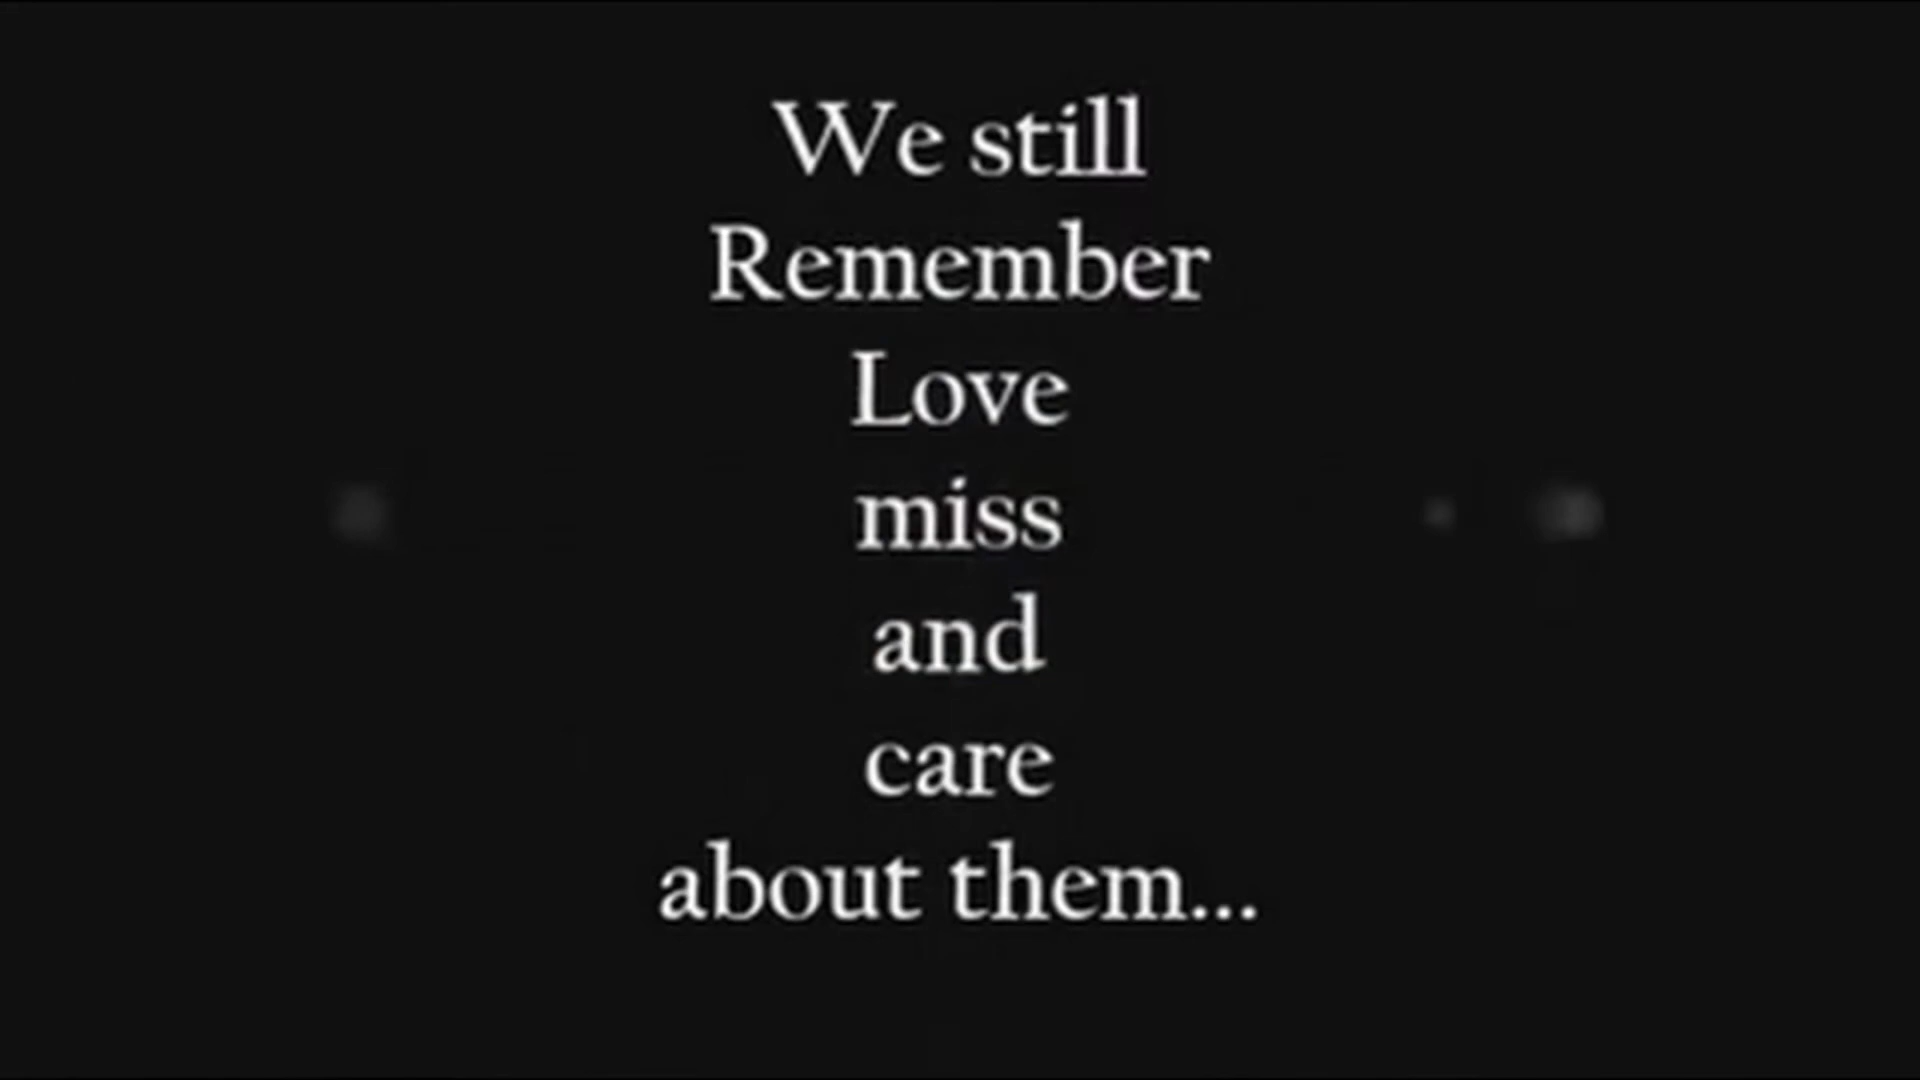 We still
Remember
Love
miss
and
care
about them...